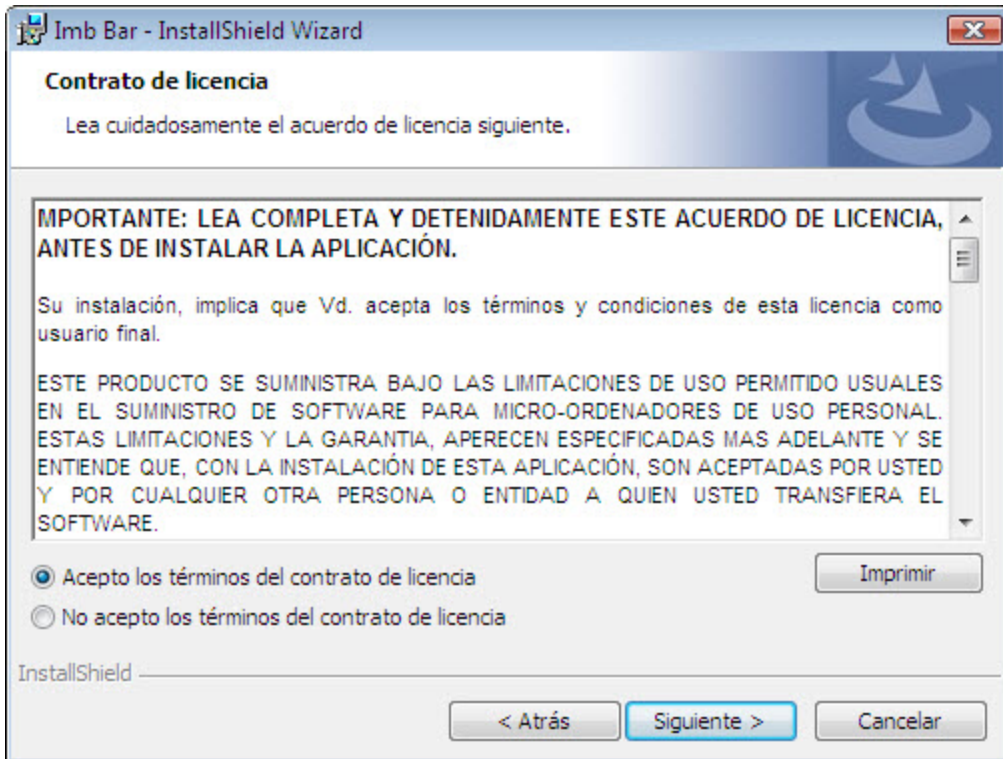 Imb Bar - InstallShield Wizard
Contrato de licencia
Lea cuidadosamente el acuerdo de licencia siguiente.
MPORTANTE: LEA COMPLETA Y DETENIDAMENTE ESTE ACUERDO DE LICENCIA,
ANTES DE INSTALAR LA APLICACIÓN.
Su instalación, implica que Vd. acepta los términos y condiciones de esta licencia como
usuario final.
ESTE PRODUCTO SE SUMINISTRA BAJO LAS LIMITACIONES DE USO PERMITIDO USUALES
EN EL SUMINISTRO DE SOFTWARE PARA MICRO-ORDENADORES DE USO PERSONAL.
ESTAS LIMITACIONES Y LA GARANTIA, APERECEN ESPECIFICADAS MAS ADELANTE Y SE
ENTIENDE QUE, CON LA INSTALACIÓN DE ESTA APLICACIÓN, SON ACEPTADAS POR USTED
Y POR CUALQUIER OTRA PERSONA O ENTIDAD A QUIEN USTED TRANSFIERA EL
SOFTWARE.
Acepto los términos del contrato de licencia
Imprimir
No acepto los términos del contrato de licencia
InstallShield
< Atrás
Siguiente >
Cancelar